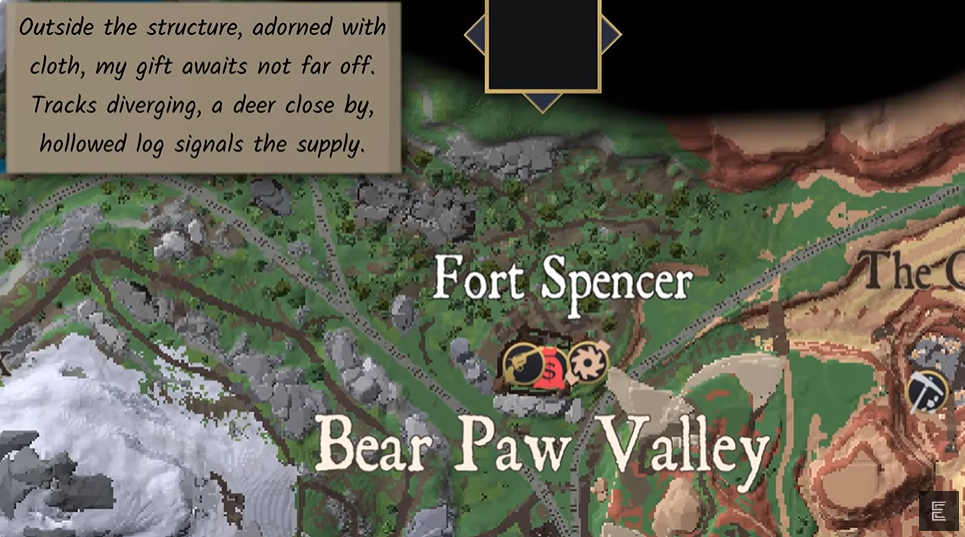 Outside the structure, adorned with
cloth, my gift awaits not far off.
Tracks diverging, a deer close by,
hollowed log signals the supply.
Fort Spencer
The C
$
Bear Paw Valley
E